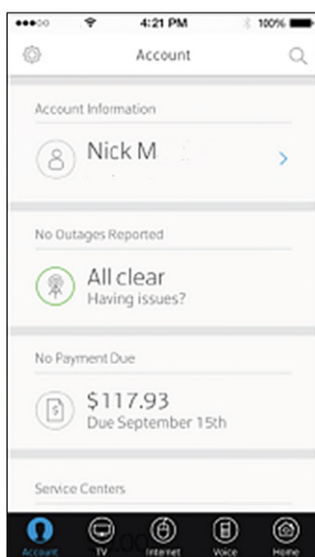 4:21 PM
100%
Account
Account Information
Nick M
No Outages Reported
All clear
Having issues?
No Payment Due
$117.93
Due September 15th
Service Centers
Account TV Internet Voice Home